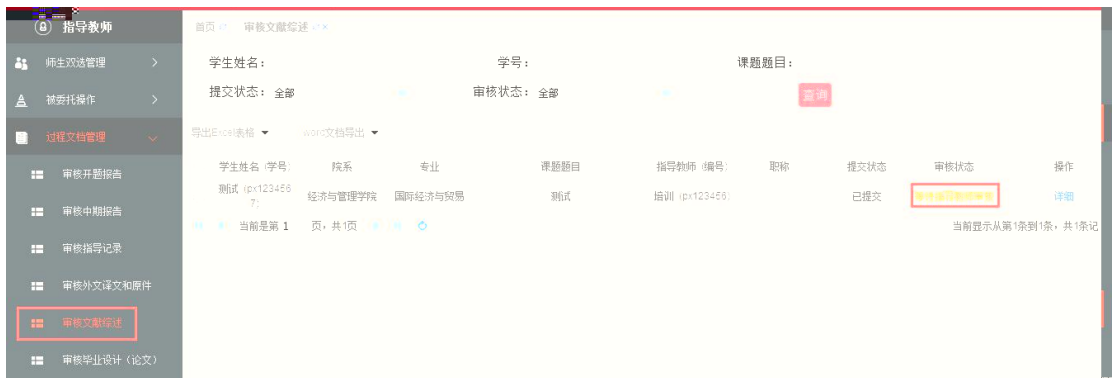 指导教师
首页 审核文献综述
师生双选管理
学生姓名： 学号： 课题题目：
被委托操作
提交状态：全部 审核状态：全部 查询
过程文档管理
导出Excel表格 word文档导出
学生姓名（学号） 院系 专业 课题题目 指导教师（编号） 职称 提交状态 审核状态 操作
审核开题报告
测试（px1234567） 经济与管理学院 国际经济与贸易 测试 培训（px123456） 已提交 详细
审核中期报告
当前是第 1 页，共1页 当前显示从第1条到1条，共1条记
审核指导记录
审核外文译文和原件
审核文献综述
审核毕业设计（论文）